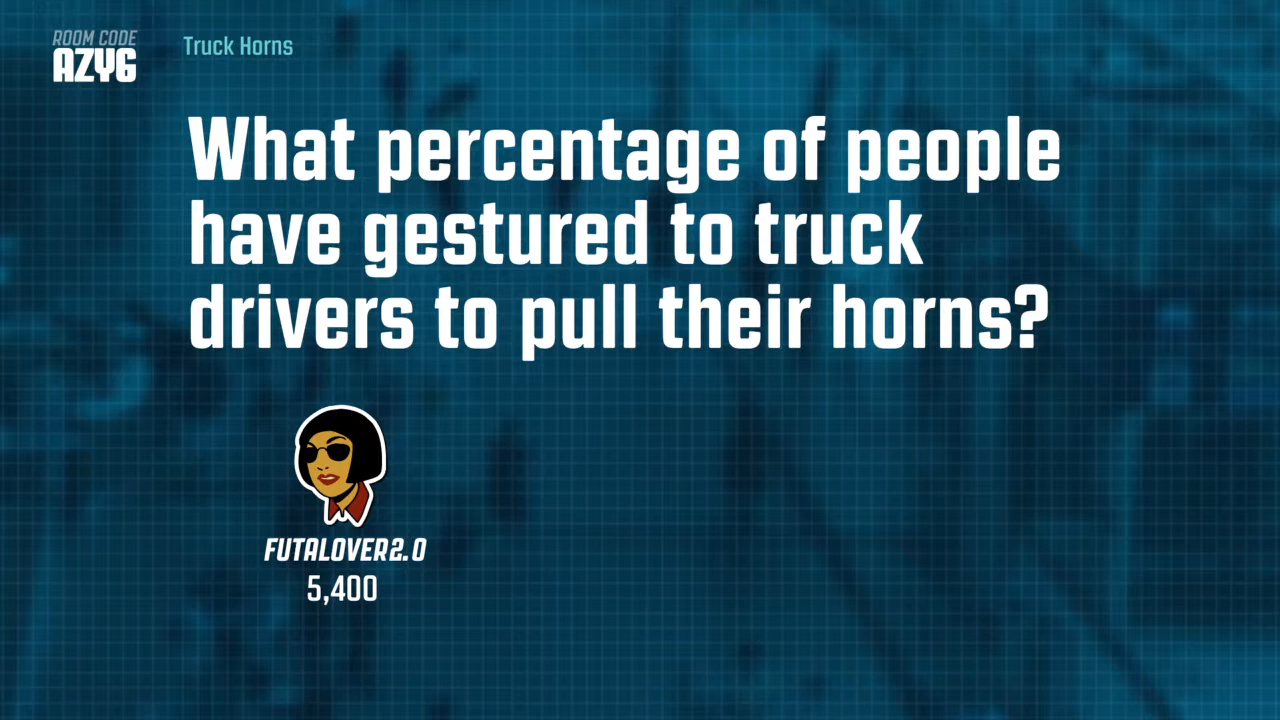 ROOM CODE
AZY6
Truck Horns
What percentage of people
have gestured to truck
drivers to pull their horns?
FUTALOVER2.0
5,400